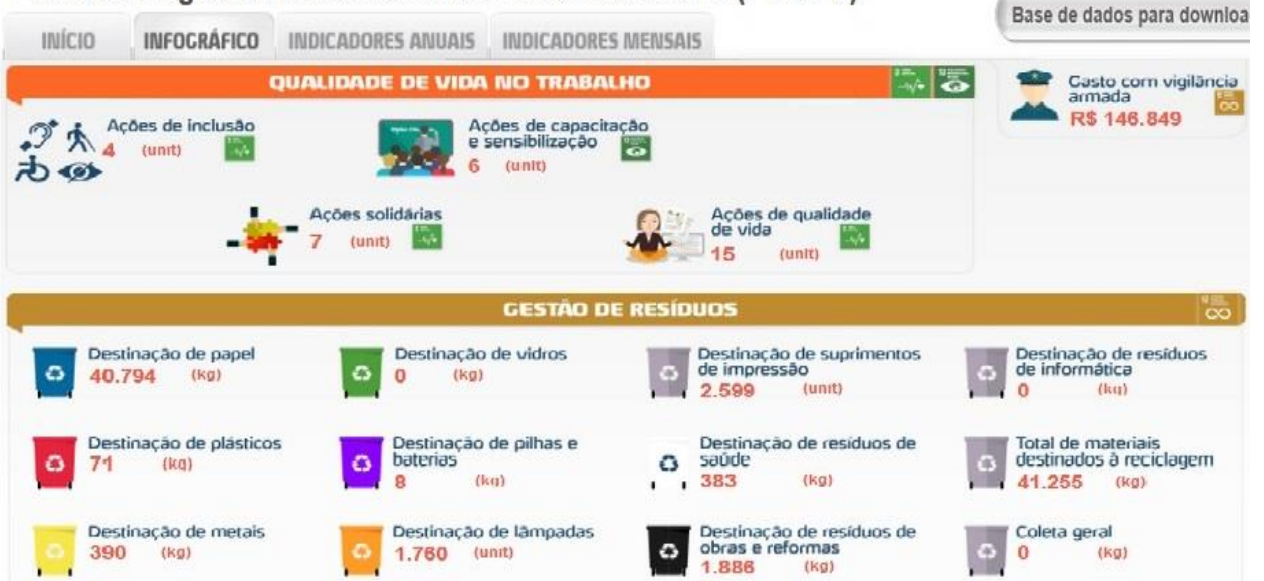 Base de dados para downloa
INÍCIO INFOGRÁFICO INDICADORES ANUAIS INDICADORES MENSAIS
QUALIDADE DE VIDA NO TRABALHO
Ações de inclusão
4 (unit)
Ações de capacitação
e sensibilização
6 (unit)
Ações solidárias
7 (unit)
Ações de qualidade
de vida
15 (unit)
Gasto com vigilância
armada
R$ 146.849
GESTÃO DE RESÍDUOS
Destinação de papel
40.794 (kg)
Destinação de vidros
0 (kg)
Destinação de suprimentos
de impressão
2.599 (unit)
Destinação de resíduos
de informática
0 (kg)
Destinação de plásticos
71 (kg)
Destinação de pilhas e
baterias
8 (kg)
Destinação de resíduos de
saúde
383 (kg)
Total de materiais
destinados à reciclagem
41.255 (kg)
Destinação de metais
390 (kg)
Destinação de lâmpadas
1.760 (unit)
Destinação de resíduos de
obras e reformas
1.886 (kg)
Coleta geral
0 (kg)